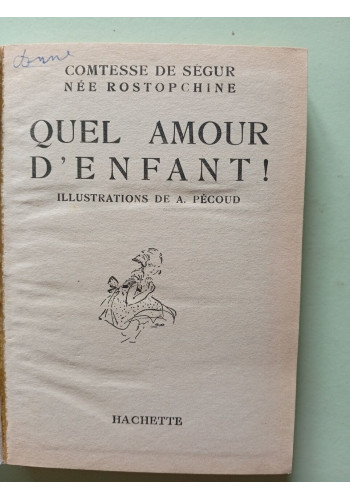 COMTESSE DE SÉGUR
NÉE ROSTOPCHINE
QUEL AMOUR
D'ENFANT !
ILLUSTRATIONS DE A. PÉCOUD
HACHETTE